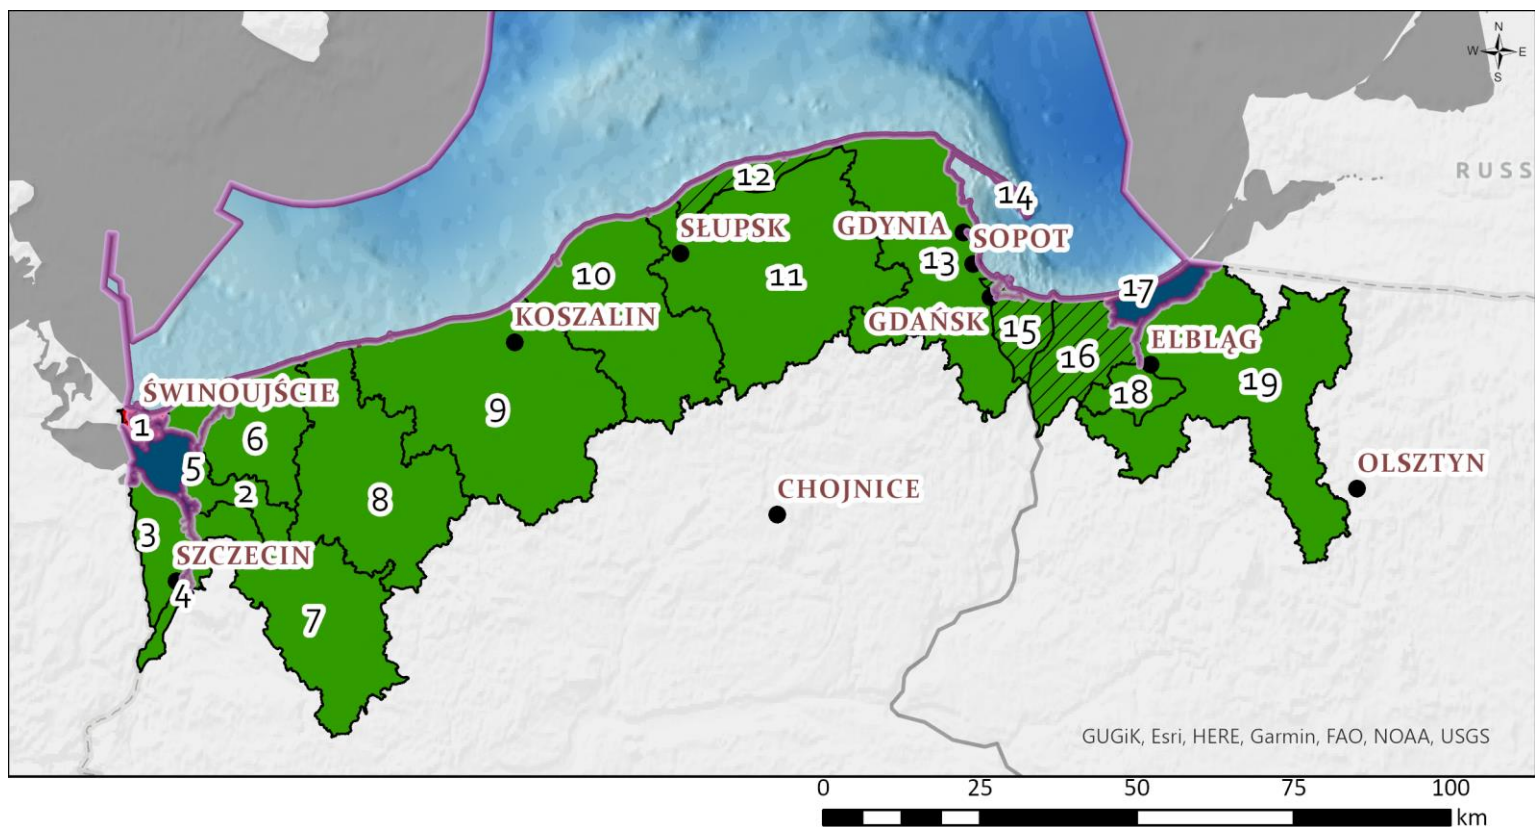 N
W E
S
RUSS
12
14
SŁUPSK
GDYNIA
SOPOT
13
10
11
17
KOSZALIN
GDAŃSK
15
ELBLĄG
16
ŚWINOUJŚCIE
19
18
1
9
6
OLSZTYN
5
2
8
CHOJNICE
3
SZCZECIN
4
7
GUGiK, Esri, HERE, Garmin, FAO, NOAA, USGS
0 25 50 75 100
km